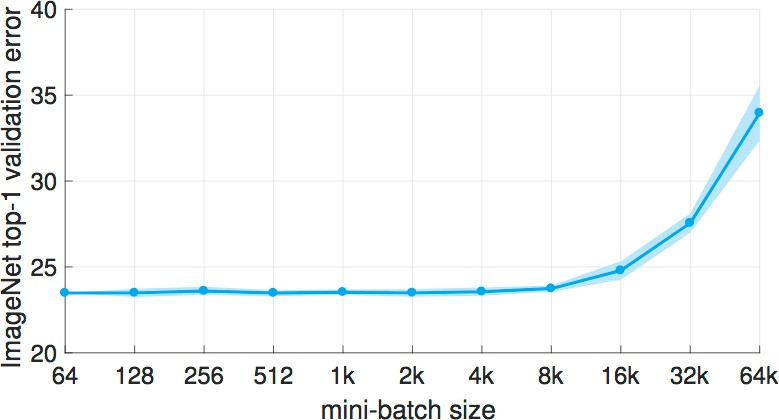 ImageNet top-1 validation error
40
35
30
25
20
64 128 256 512 1k 2k 4k 8k 16k 32k 64k
mini-batch size